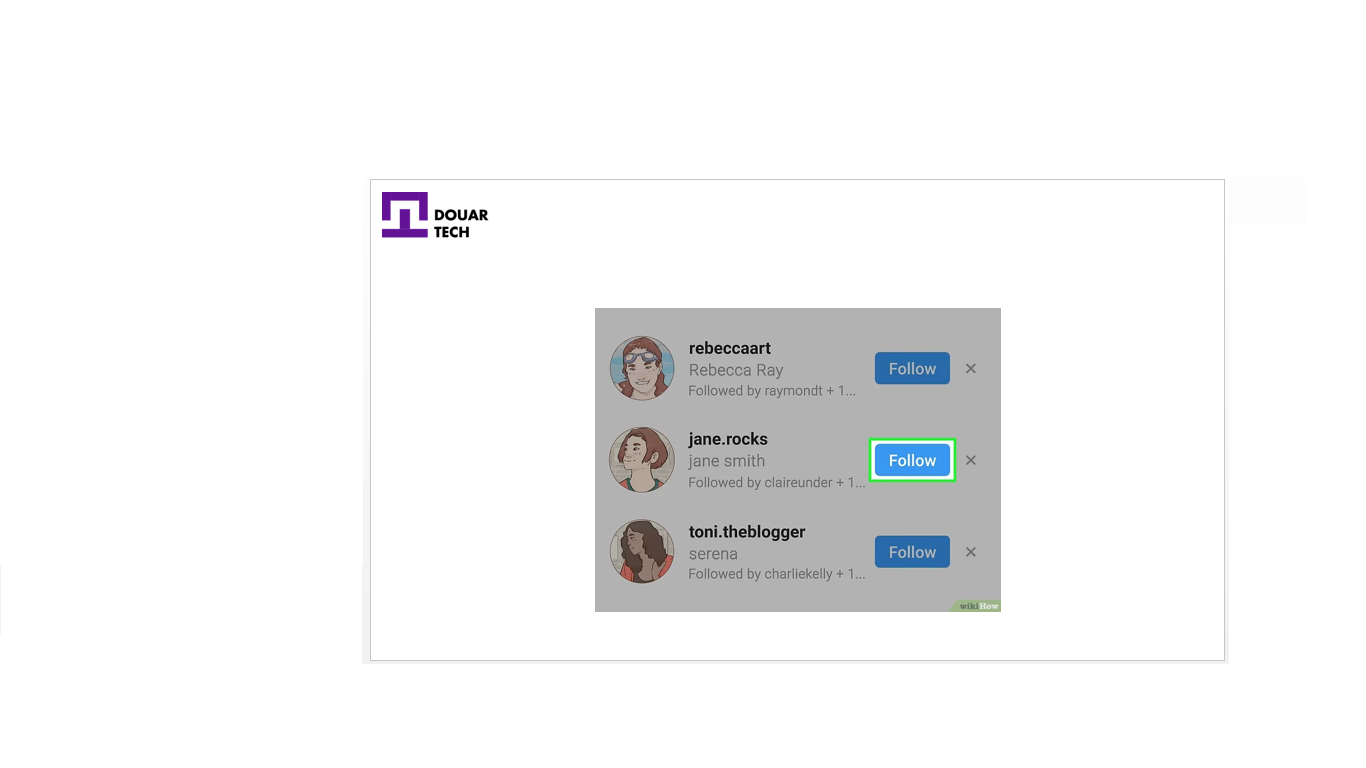 DOUAR
TECH
rebeccaart
Rebecca Ray
Followed by raymondt + 1...
Follow
jane.rocks
jane smith
Followed by claireunder + 1...
Follow
toni.theblogger
serena
Followed by charliekelly + 1...
Follow
wikiHow